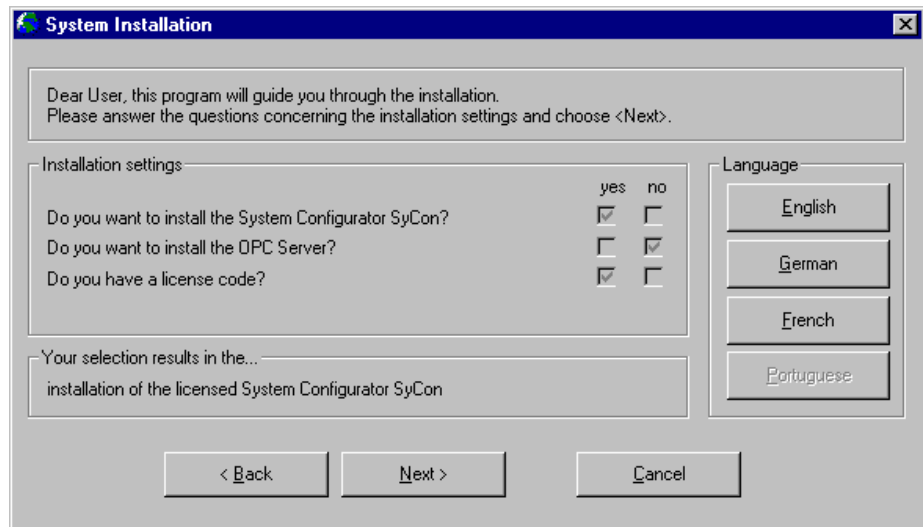 System Installation
Dear User, this program will guide you through the installation.
Please answer the questions concerning the installation settings and choose <Next>.
Installation settings
yes no
Do you want to install the System Configurator SyCon?
Do you want to install the OPC Server?
Do you have a license code?
Your selection results in the...
installation of the licensed System Configurator SyCon
Language
English
German
French
Portuguese
< Back
Next >
Cancel